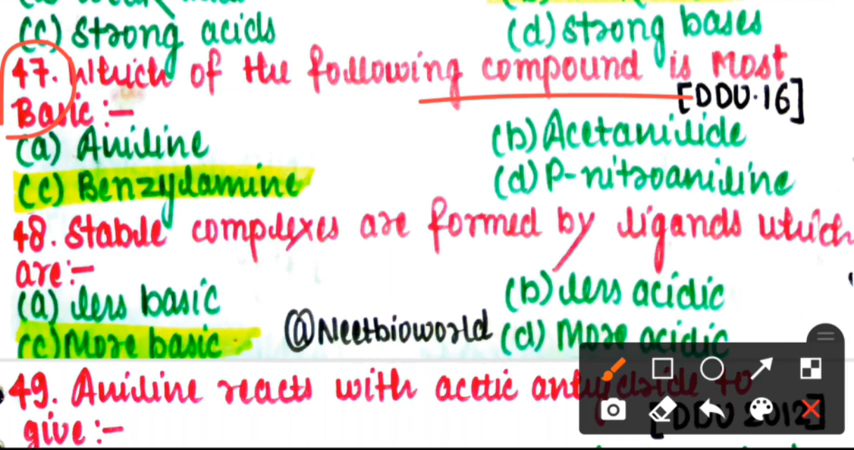 (c) Strong acids (d) strong bases
47. Which of the following compound is Most
Basic:- [DDU.16]
(a) Aniline (b) Acetanilide
(c) Benzylamine (d) P-nitroaniline
48. Stable complexes are formed by ligands which
are:-
(a) less basic (b) less acidic
(c) More basic @Neetbioworld (d) More acidic
49. Aniline reacts with acetic anhydride to
give:- [DDU 2012]